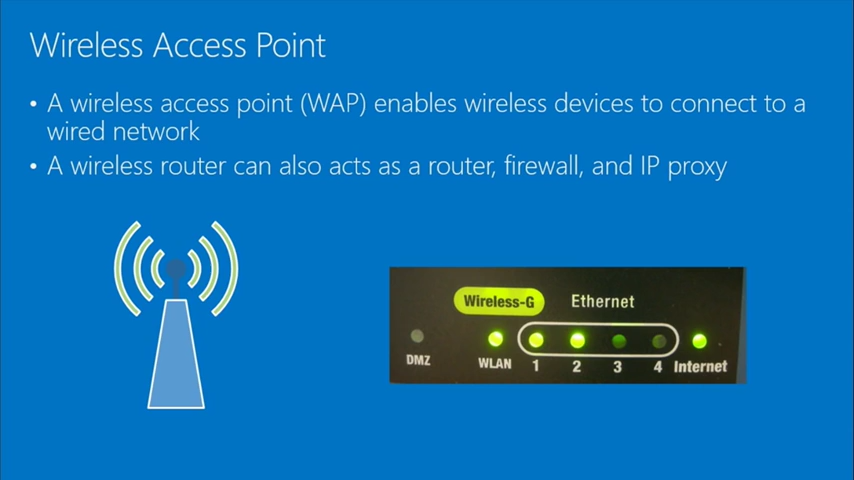 Wireless Access Point
• A wireless access point (WAP) enables wireless devices to connect to a
wired network
• A wireless router can also acts as a router, firewall, and IP proxy
Wireless-G Ethernet
DMZ WLAN 1 2 3 4 Internet